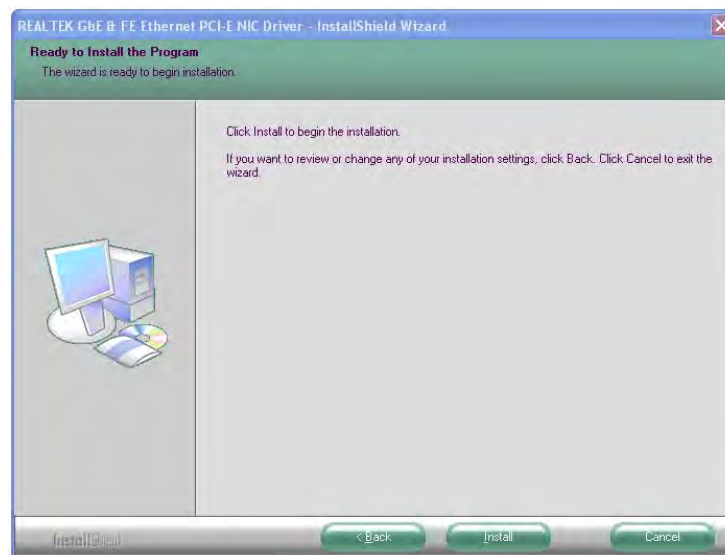 REALTEK GbE & FE Ethernet PCI-E NIC Driver - InstallShield Wizard
Ready to Install the Program
The wizard is ready to begin installation.
Click Install to begin the installation.
If you want to review or change any of your installation settings, click Back. Click Cancel to exit the
wizard.
InstallShield
< Back Install Cancel